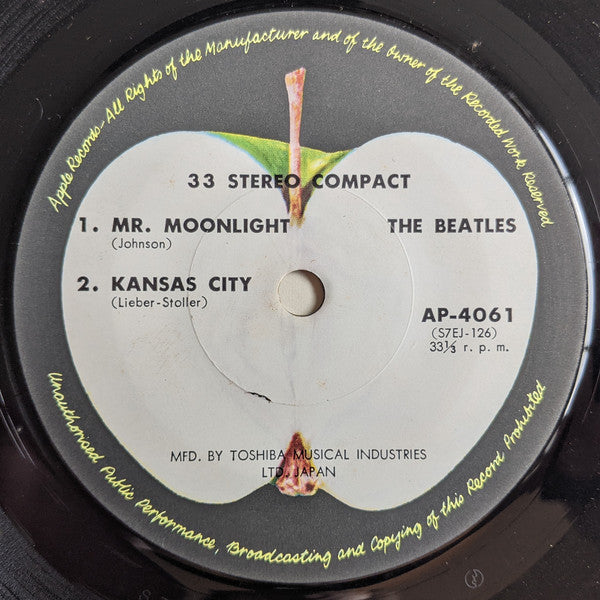 Apple Records-All Rights of the Manufacturer and of the Owner of the Recorded Work Reserved
33 STEREO COMPACT
1. MR. MOONLIGHT THE BEATLES
(Johnson)
2. KANSAS CITY
(Lieber-Stoller)
AP-4061
(S7EJ-126)
33⅓ r. p. m.
MFD. BY TOSHIBA MUSICAL INDUSTRIES
LTD. JAPAN
Unauthorised Public Performance, Broadcasting and Copying of this Record Prohibited